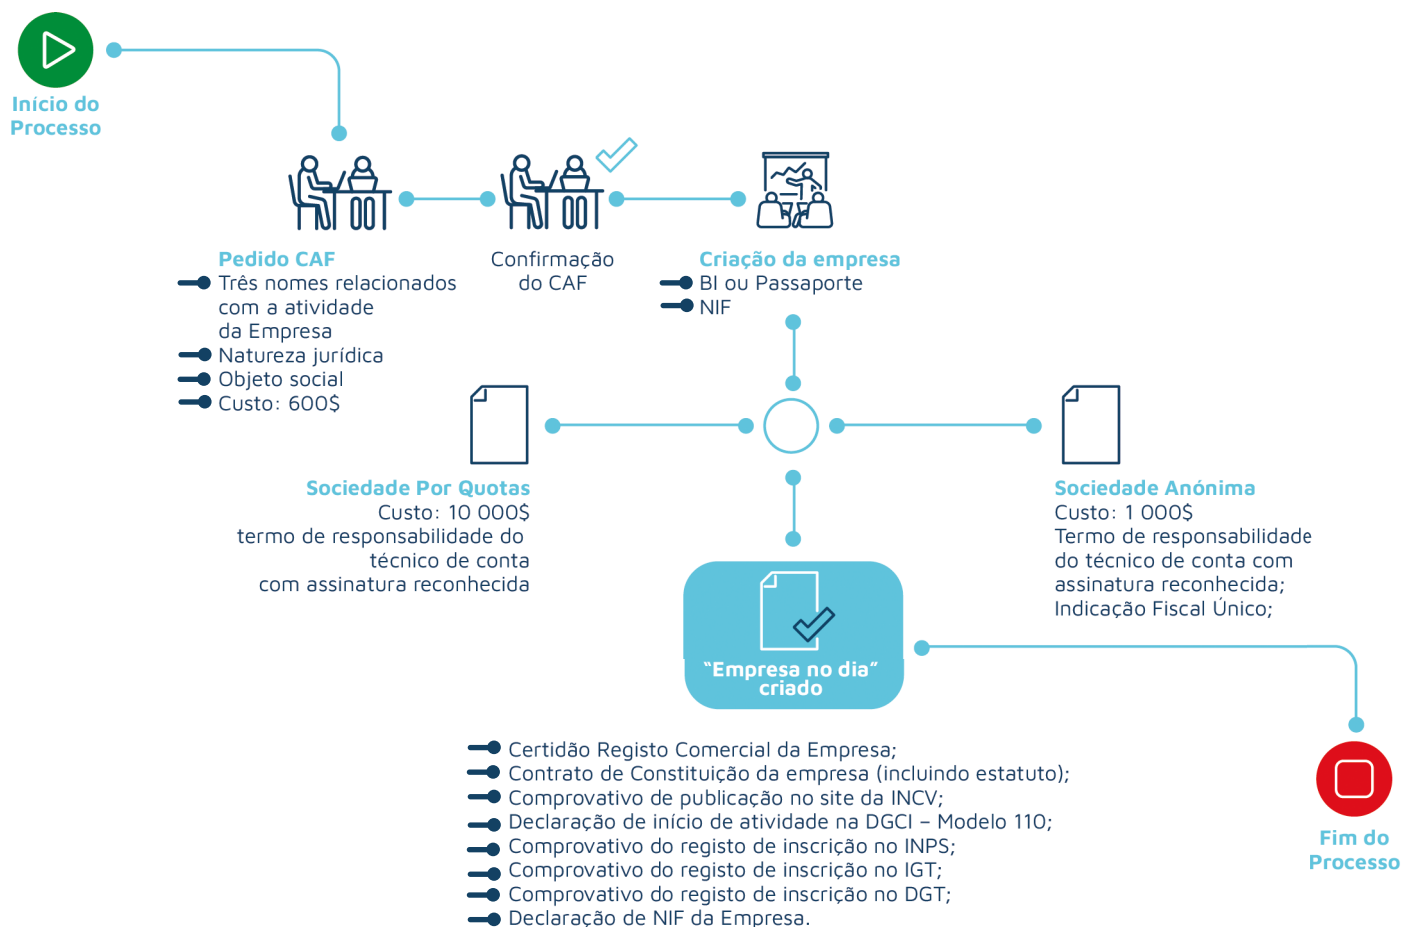 Início do
Processo
Pedido CAF
Três nomes relacionados
com a atividade
da Empresa
Natureza jurídica
Objeto social
Custo: 600$
Confirmação
do CAF
Criação da empresa
BI ou Passaporte
NIF
Sociedade Por Quotas
Custo: 10 000$
termo de responsabilidade do
técnico de conta
com assinatura reconhecida
Sociedade Anónima
Custo: 1 000$
Termo de responsabilidade
do técnico de conta com
assinatura reconhecida;
Indicação Fiscal Único;
“Empresa no dia”
criado
Certidão Registo Comercial da Empresa;
Contrato de Constituição da empresa (incluindo estatuto);
Comprovativo de publicação no site da INCV;
Declaração de início de atividade na DGCI – Modelo 110;
Comprovativo do registo de inscrição no INPS;
Comprovativo do registo de inscrição no IGT;
Comprovativo do registo de inscrição no DGT;
Declaração de NIF da Empresa.
Fim do
Processo